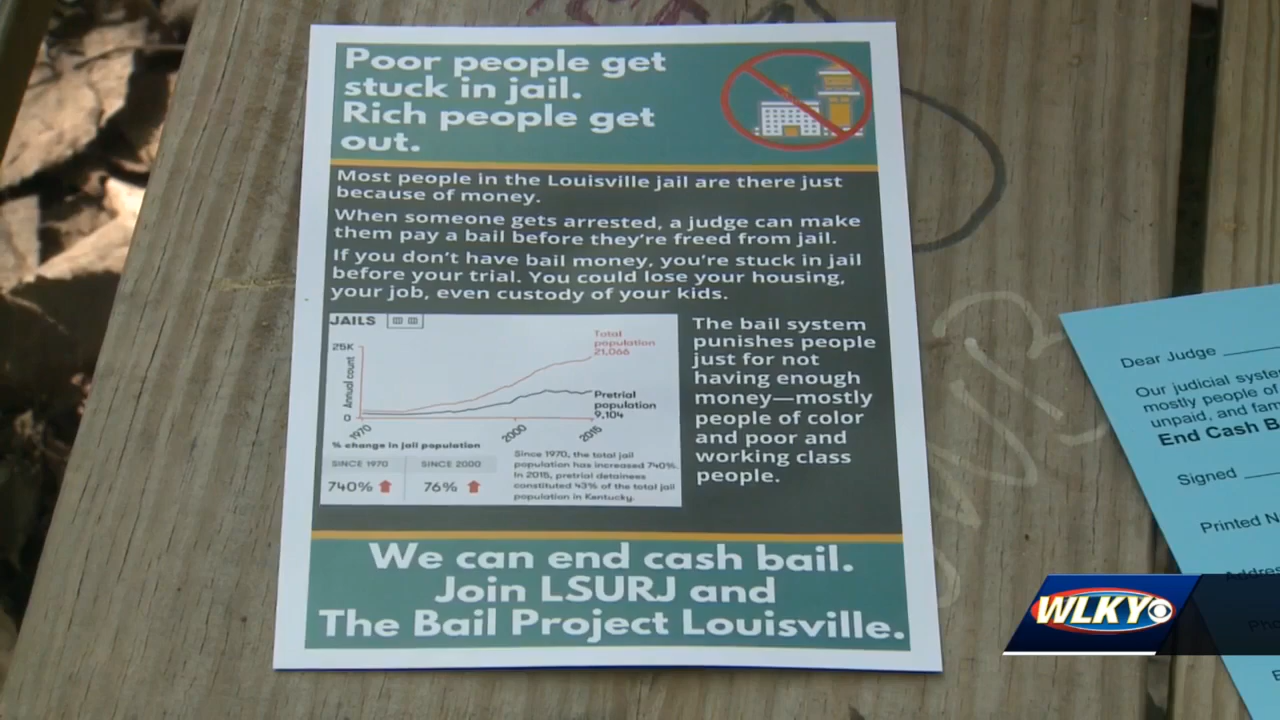 Poor people get
stuck in jail.
Rich people get
out.
Most people in the Louisville jail are there just
because of money.
When someone gets arrested, a judge can make
them pay a bail before they're freed from jail.
If you don't have bail money, you're stuck in jail
before your trial. You could lose your housing,
your job, even custody of your kids.
JAILS
25K
Annual count
0
1970
2000
2015
Total
population
21,066
Pretrial
population
9,104
% change in jail population
SINCE 1970
SINCE 2000
740%
76%
Since 1970, the total jail
population has increased 740%.
In 2015, pretrial detainees
constituted 43% of the total jail
population in Kentucky.
The bail system
punishes people
just for not
having enough
money—mostly
people of color
and poor and
working class
people.
We can end cash bail.
Join LSURJ and
The Bail Project Louisville.
Dear Judge
Our judicial syste
mostly people of
unpaid, and fam
End Cash B
Signed
Printed N
Addres
WLKY